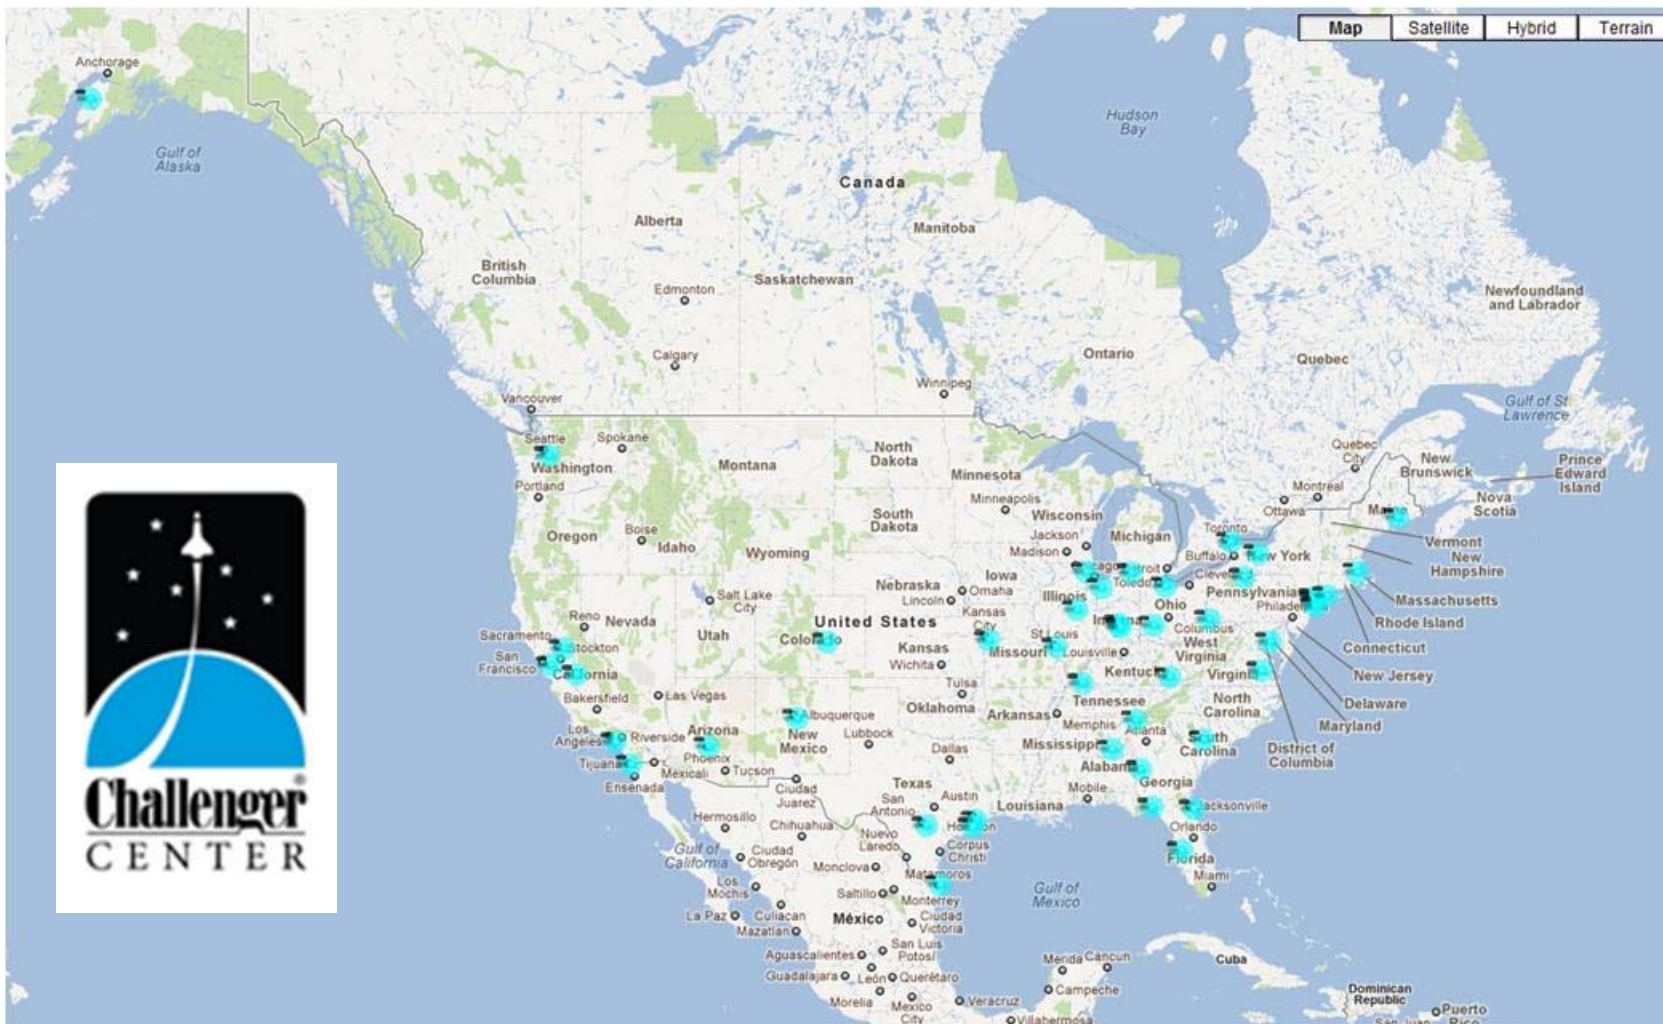 Map
Satellite
Hybrid
Terrain
Anchorage
Gulf of
Alaska
Hudson
Bay
Canada
Alberta
Manitoba
British
Columbia
Saskatchewan
Edmonton
Newfoundland
and Labrador
Calgary
Ontario
Quebec
Winnipeg
Vancouver
Gulf of St
Lawrence
Seattle
Spokane
Washington
Portland
Montana
North
Dakota
Minnesota
Minneapolis
Quebec
City
New
Brunswick
Prince
Edward
Island
Montreal
Ottawa
Nova
Scotia
Oregon
Boise
Idaho
South
Dakota
Wisconsin
Jackson
Madison
Michigan
Toronto
Buffalo
New York
Vermont
New
Hampshire
Wyoming
Nebraska
Omaha
Lincoln
Iowa
Illinois
Toledo
Ohio
Pennsylvania
Massachusetts
Rhode Island
Connecticut
New Jersey
Delaware
Maryland
District of
Columbia
Salt Lake
City
Reno
Nevada
Utah
Colorado
United States
Kansas
City
Kansas
Wichita
Missouri
St Louis
Louisville
Columbus
West
Virginia
Sacramento
Stockton
San
Francisco
California
Bakersfield
Las Vegas
Tulsa
Oklahoma
Arkansas
Tennessee
Memphis
North
Carolina
Los
Angeles
Riverside
Arizona
Phoenix
Tucson
Albuquerque
New
Mexico
Lubbock
Dallas
Mississippi
Atlanta
South
Carolina
Georgia
Tijuana
Mexicali
Ensenada
Ciudad
Juarez
Texas
Austin
San
Antonio
Louisiana
Mobile
Jacksonville
Orlando
Florida
Miami
Hermosillo
Chihuahua
Nuevo
Laredo
Corpus
Christi
Gulf of
California
Ciudad
Obregón
Monclova
Matamoros
Los
Mochis
Saltillo
Monterrey
Gulf of
Mexico
La Paz
Culiacan
México
Ciudad
Victoria
Mazatlan
Aguascalientes
San Luis
Potosí
Guadalajara
León
Querétaro
Morelia
Mexico
City
Veracruz
Villahermosa
Merida
Cancun
Campeche
Cuba
Dominican
Republic
Puerto
Rico
Challenger®
CENTER